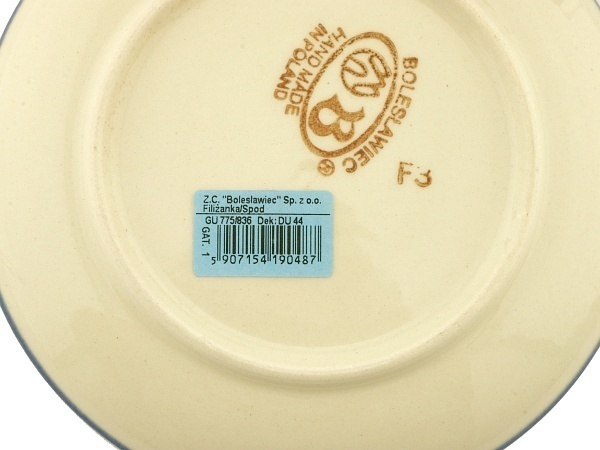 HAND MADE
IN POLAND
B
BOLESŁAWIEC
®
F3
Z.C. "Bolesławiec" Sp. z o.o.
Filiżanka/Spod
GU 775/836 Dek: DU 44
GAT. 1
5 907154 190487